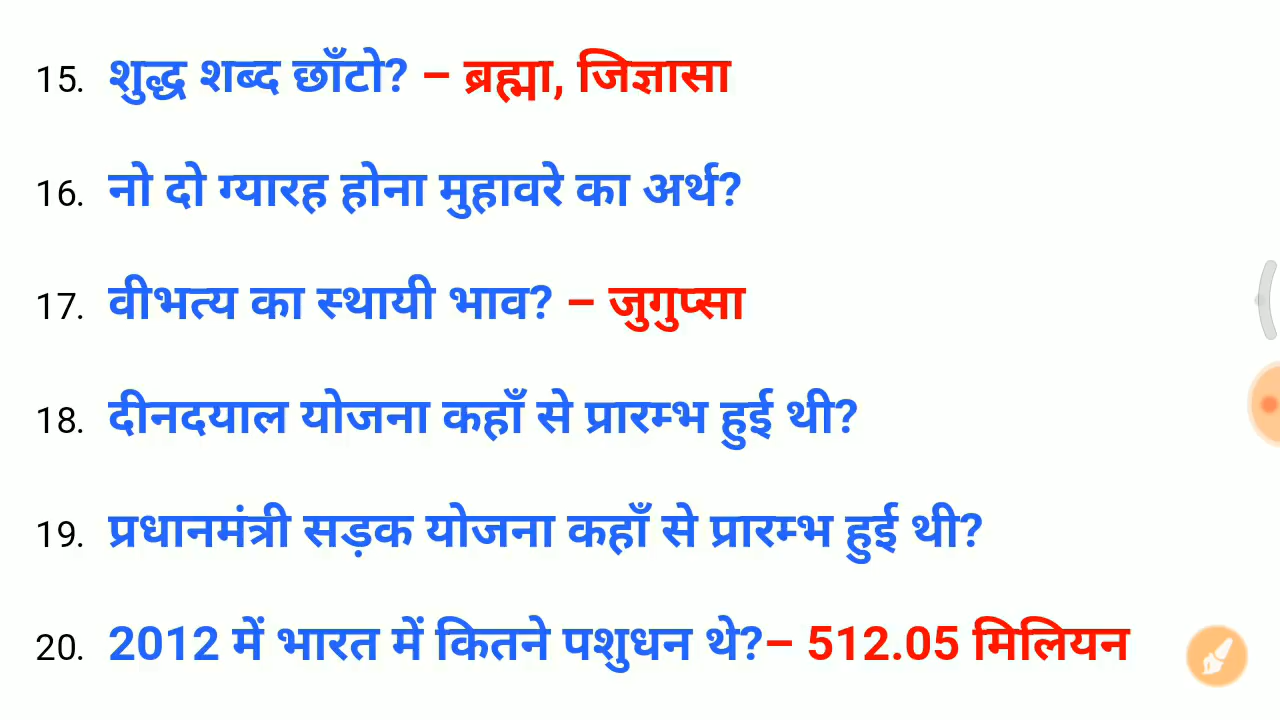 15. शुद्ध शब्द छाँटो? – ब्रह्मा, जिज्ञासा
16. नो दो ग्यारह होना मुहावरे का अर्थ?
17. वीभत्य का स्थायी भाव? – जुगुप्सा
18. दीनदयाल योजना कहाँ से प्रारम्भ हुई थी?
19. प्रधानमंत्री सड़क योजना कहाँ से प्रारम्भ हुई थी?
20. 2012 में भारत में कितने पशुधन थे?– 512.05 मिलियन